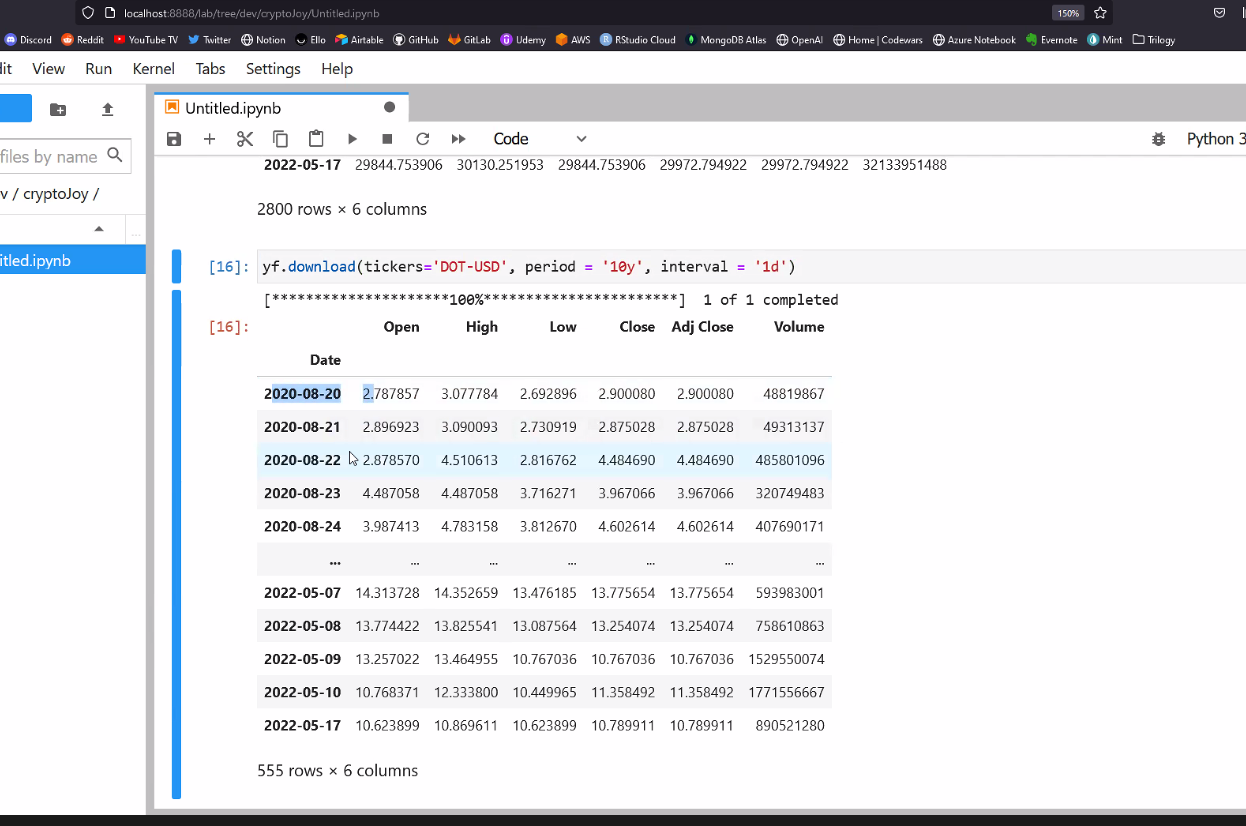 localhost:8888/lab/tree/dev/cryptoJoy/Untitled.ipynb 150%
Discord Reddit YouTube TV Twitter Notion Ello Airtable GitHub GitLab Udemy AWS RStudio Cloud MongoDB Atlas OpenAI Home | Codewars Azure Notebook Evernote Mint Trilogy
dit View Run Kernel Tabs Settings Help
Untitled.ipynb
Code Python 3
files by name
v / cryptoJoy /
itled.ipynb
2022-05-17 29844.753906 30130.251953 29844.753906 29972.794922 29972.794922 32133951488
2800 rows × 6 columns
[16]: yf.download(tickers='DOT-USD', period = '10y', interval = '1d')
[*********************100%***********************] 1 of 1 completed
[16]: Open High Low Close Adj Close Volume
Date
2020-08-20 2.787857 3.077784 2.692896 2.900080 2.900080 48819867
2020-08-21 2.896923 3.090093 2.730919 2.875028 2.875028 49313137
2020-08-22 2.878570 4.510613 2.816762 4.484690 4.484690 485801096
2020-08-23 4.487058 4.487058 3.716271 3.967066 3.967066 320749483
2020-08-24 3.987413 4.783158 3.812670 4.602614 4.602614 407690171
... ... ... ... ... ... ...
2022-05-07 14.313728 14.352659 13.476185 13.775654 13.775654 593983001
2022-05-08 13.774422 13.825541 13.087564 13.254074 13.254074 758610863
2022-05-09 13.257022 13.464955 10.767036 10.767036 10.767036 1529550074
2022-05-10 10.768371 12.333800 10.449965 11.358492 11.358492 1771556667
2022-05-17 10.623899 10.869611 10.623899 10.789911 10.789911 890521280
555 rows × 6 columns